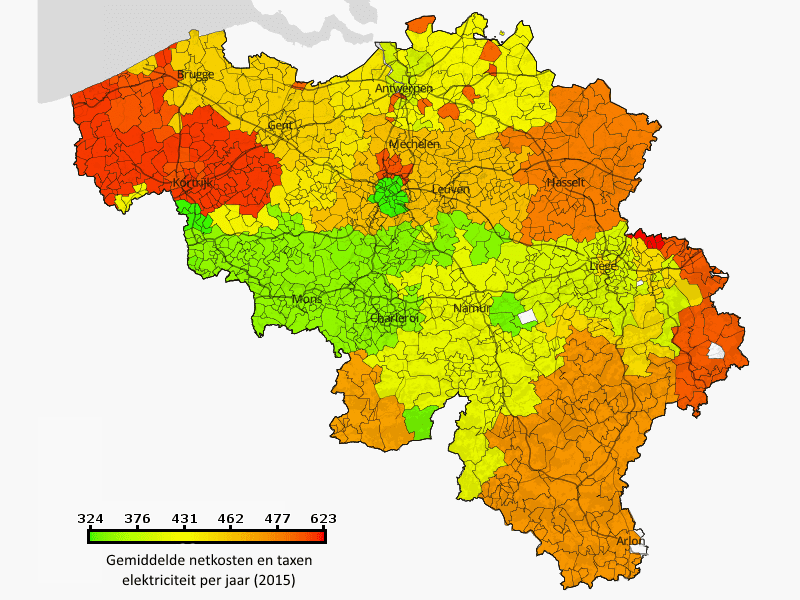 Brugge
Antwerpen
Gent
Mechelen
Kortrijk
Leuven
Hasselt
Liège
Mons
Namur
Charleroi
Arlon
324 376 431 462 477 623
Gemiddelde netkosten en taxen
elektriciteit per jaar (2015)